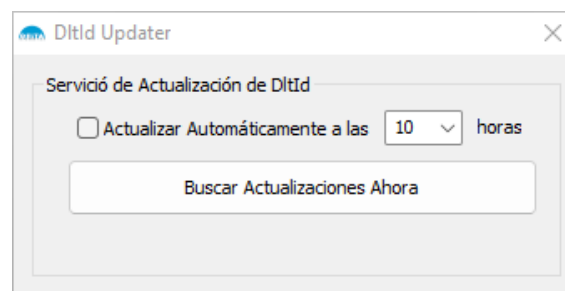 DltId Updater
Servició de Actualización de DltId
Actualizar Automáticamente a las 10 horas
Buscar Actualizaciones Ahora